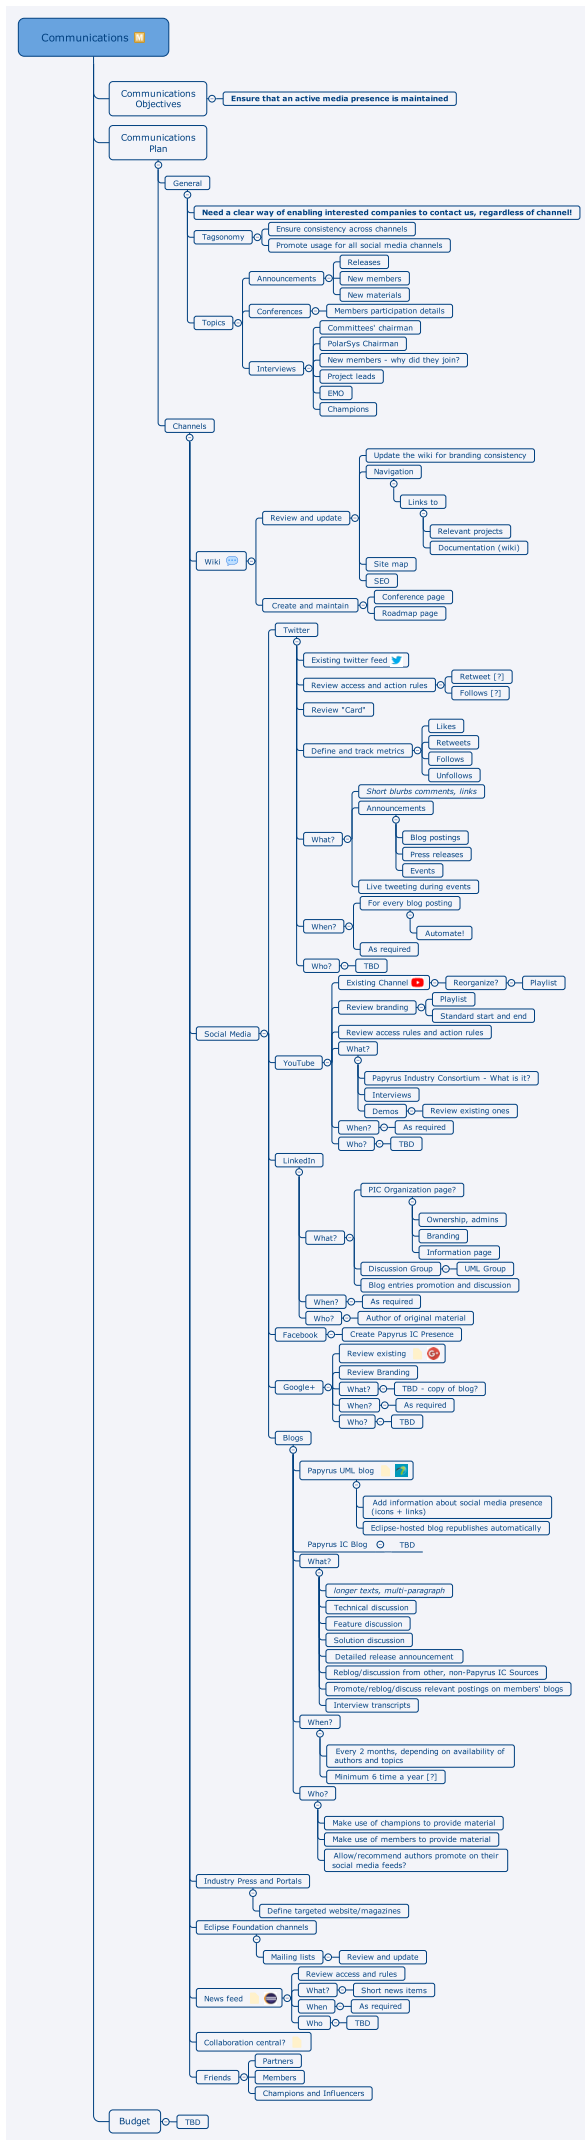 Communications M
Communications
Objectives
Ensure that an active media presence is maintained
Communications
Plan
General
Need a clear way of enabling interested companies to contact us, regardless of channel!
Tagsonomy
Ensure consistency across channels
Promote usage for all social media channels
Topics
Announcements
Releases
New members
New materials
Conferences
Members participation details
Interviews
Committees' chairman
PolarSys Chairman
New members - why did they join?
Project leads
EMO
Champions
Channels
Wiki
Review and update
Update the wiki for branding consistency
Navigation
Links to
Relevant projects
Documentation (wiki)
Site map
SEO
Create and maintain
Conference page
Roadmap page
Social Media
Twitter
Existing twitter feed
Review access and action rules
Retweet [?]
Follows [?]
Review "Card"
Define and track metrics
Likes
Retweets
Follows
Unfollows
What?
Short blurbs comments, links
Announcements
Blog postings
Press releases
Events
Live tweeting during events
When?
For every blog posting
Automate!
As required
Who?
TBD
YouTube
Existing Channel
Reorganize?
Playlist
Review branding
Playlist
Standard start and end
Review access rules and action rules
What?
Papyrus Industry Consortium - What is it?
Interviews
Demos
Review existing ones
When?
As required
Who?
TBD
LinkedIn
What?
PIC Organization page?
Ownership, admins
Branding
Information page
Discussion Group
UML Group
Blog entries promotion and discussion
When?
As required
Who?
Author of original material
Facebook
Create Papyrus IC Presence
Google+
Review existing G+
Review Branding
What?
TBD - copy of blog?
When?
As required
Who?
TBD
Blogs
Papyrus UML blog
Add information about social media presence
(icons + links)
Eclipse-hosted blog republishes automatically
Papyrus IC Blog
TBD
What?
longer texts, multi-paragraph
Technical discussion
Feature discussion
Solution discussion
Detailed release announcement
Reblog/discussion from other, non-Papyrus IC Sources
Promote/reblog/discuss relevant postings on members' blogs
Interview transcripts
When?
Every 2 months, depending on availability of
authors and topics
Minimum 6 time a year [?]
Who?
Make use of champions to provide material
Make use of members to provide material
Allow/recommend authors promote on their
social media feeds?
Industry Press and Portals
Define targeted website/magazines
Eclipse Foundation channels
Mailing lists
Review and update
News feed
Review access and rules
What?
Short news items
When
As required
Who
TBD
Collaboration central?
Friends
Partners
Members
Champions and Influencers
Budget
TBD